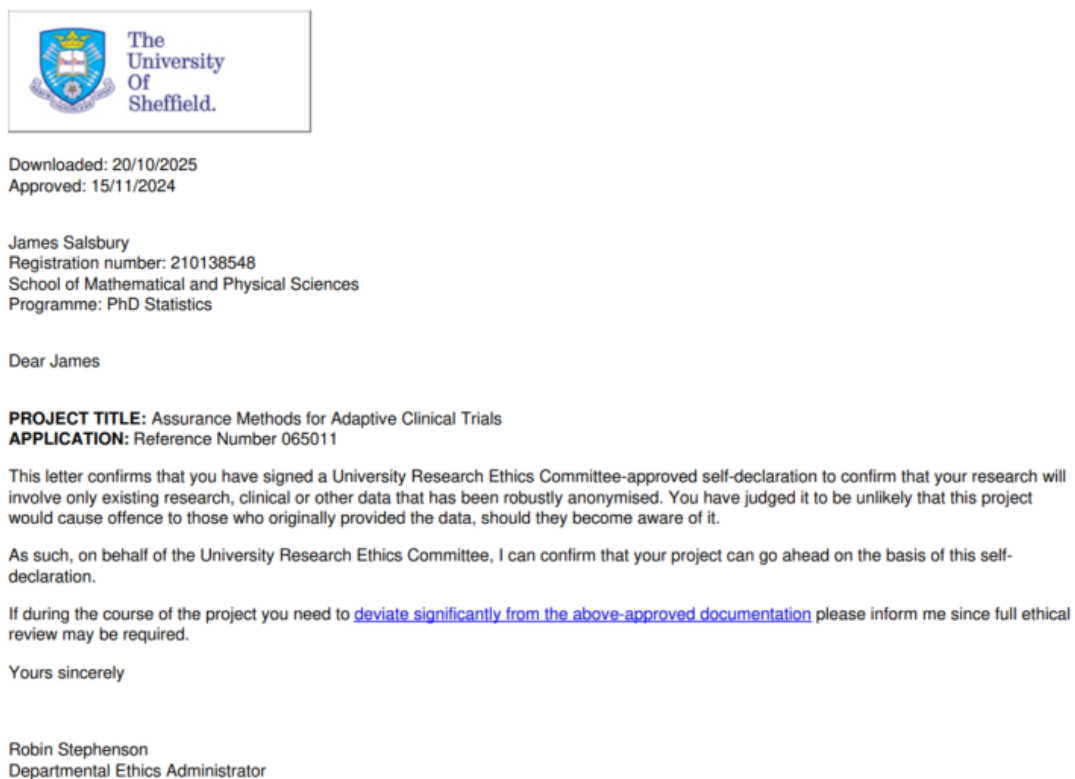 The
University
Of
Sheffield.
Downloaded: 20/10/2025
Approved: 15/11/2024
James Salsbury
Registration number: 210138548
School of Mathematical and Physical Sciences
Programme: PhD Statistics
Dear James
PROJECT TITLE: Assurance Methods for Adaptive Clinical Trials
APPLICATION: Reference Number 065011
This letter confirms that you have signed a University Research Ethics Committee-approved self-declaration to confirm that your research will
involve only existing research, clinical or other data that has been robustly anonymised. You have judged it to be unlikely that this project
would cause offence to those who originally provided the data, should they become aware of it.
As such, on behalf of the University Research Ethics Committee, I can confirm that your project can go ahead on the basis of this self-
declaration.
If during the course of the project you need to deviate significantly from the above-approved documentation please inform me since full ethical
review may be required.
Yours sincerely
Robin Stephenson
Departmental Ethics Administrator